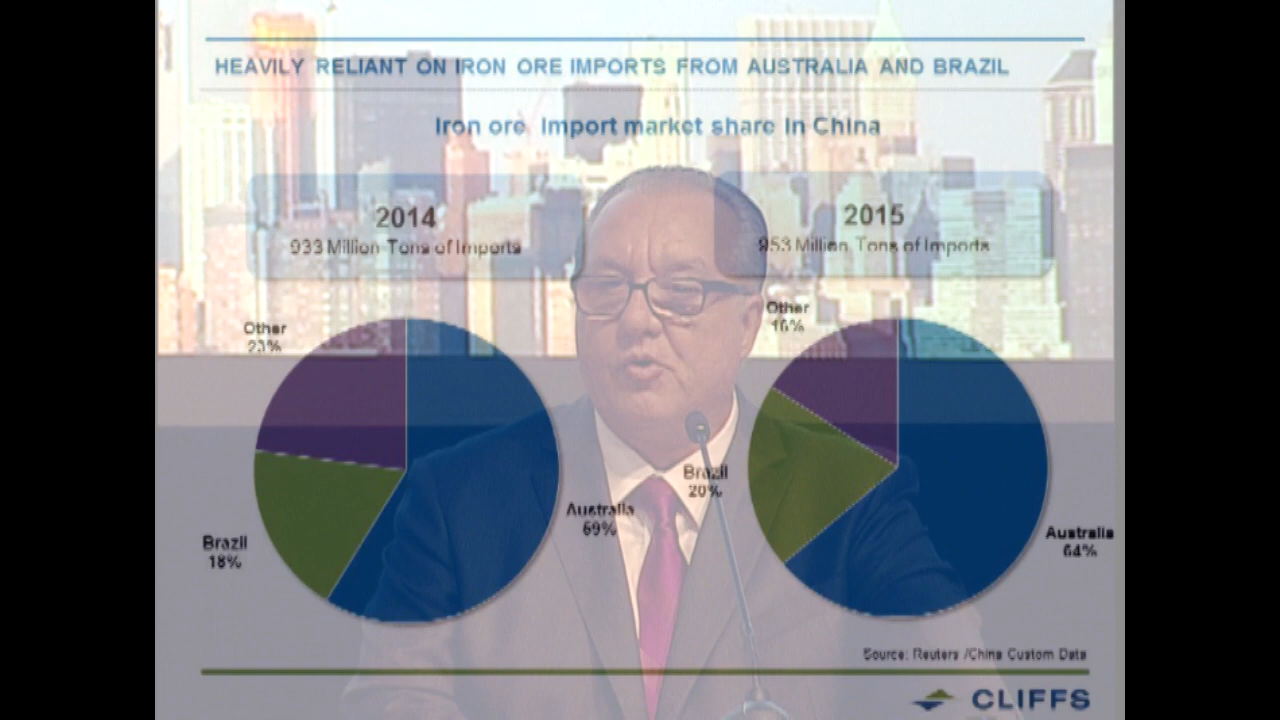 HEAVILY RELIANT ON IRON ORE IMPORTS FROM AUSTRALIA AND BRAZIL
Iron ore Import market share in China
2014
933 Million Tons of Imports
2015
953 Million Tons of Imports
Other
23%
Other
16%
Brazil
20%
Australia
59%
Australia
64%
Brazil
18%
Source: Reuters /China Custom Data
CLIFFS